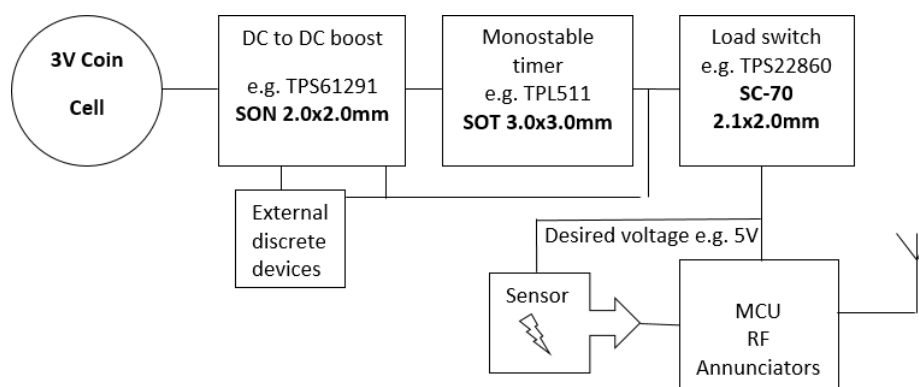 3V Coin
Cell
DC to DC boost
e.g. TPS61291
SON 2.0x2.0mm
Monostable
timer
e.g. TPL511
SOT 3.0x3.0mm
Load switch
e.g. TPS22860
SC-70
2.1x2.0mm
External
discrete
devices
Desired voltage e.g. 5V
Sensor
MCU
RF
Annunciators